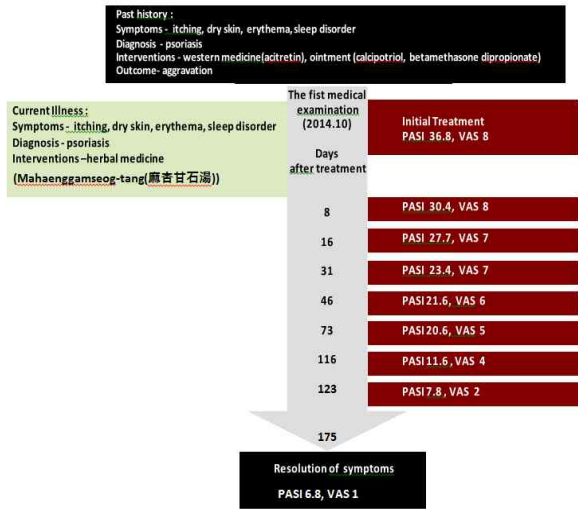 Past history :
Symptoms - itching, dry skin, erythema, sleep disorder
Diagnosis - psoriasis
Interventions - western medicine(acitretin), ointment (calcipotriol, betamethasone dipropionate)
Outcome- aggravation
Current Illness :
Symptoms - itching, dry skin, erythema, sleep disorder
Diagnosis - psoriasis
Interventions –herbal medicine
(Mahaenggamseog-tang(麻杏甘石湯))
The fist medical
examination
(2014.10)
Days
after treatment
Initial Treatment
PASI 36.8, VAS 8
8
PASI 30.4, VAS 8
16
PASI 27.7, VAS 7
31
PASI 23.4, VAS 7
46
PASI 21.6, VAS 6
73
PASI 20.6, VAS 5
116
PASI 11.6, VAS 4
123
PASI 7.8, VAS 2
175
Resolution of symptoms
PASI 6.8, VAS 1